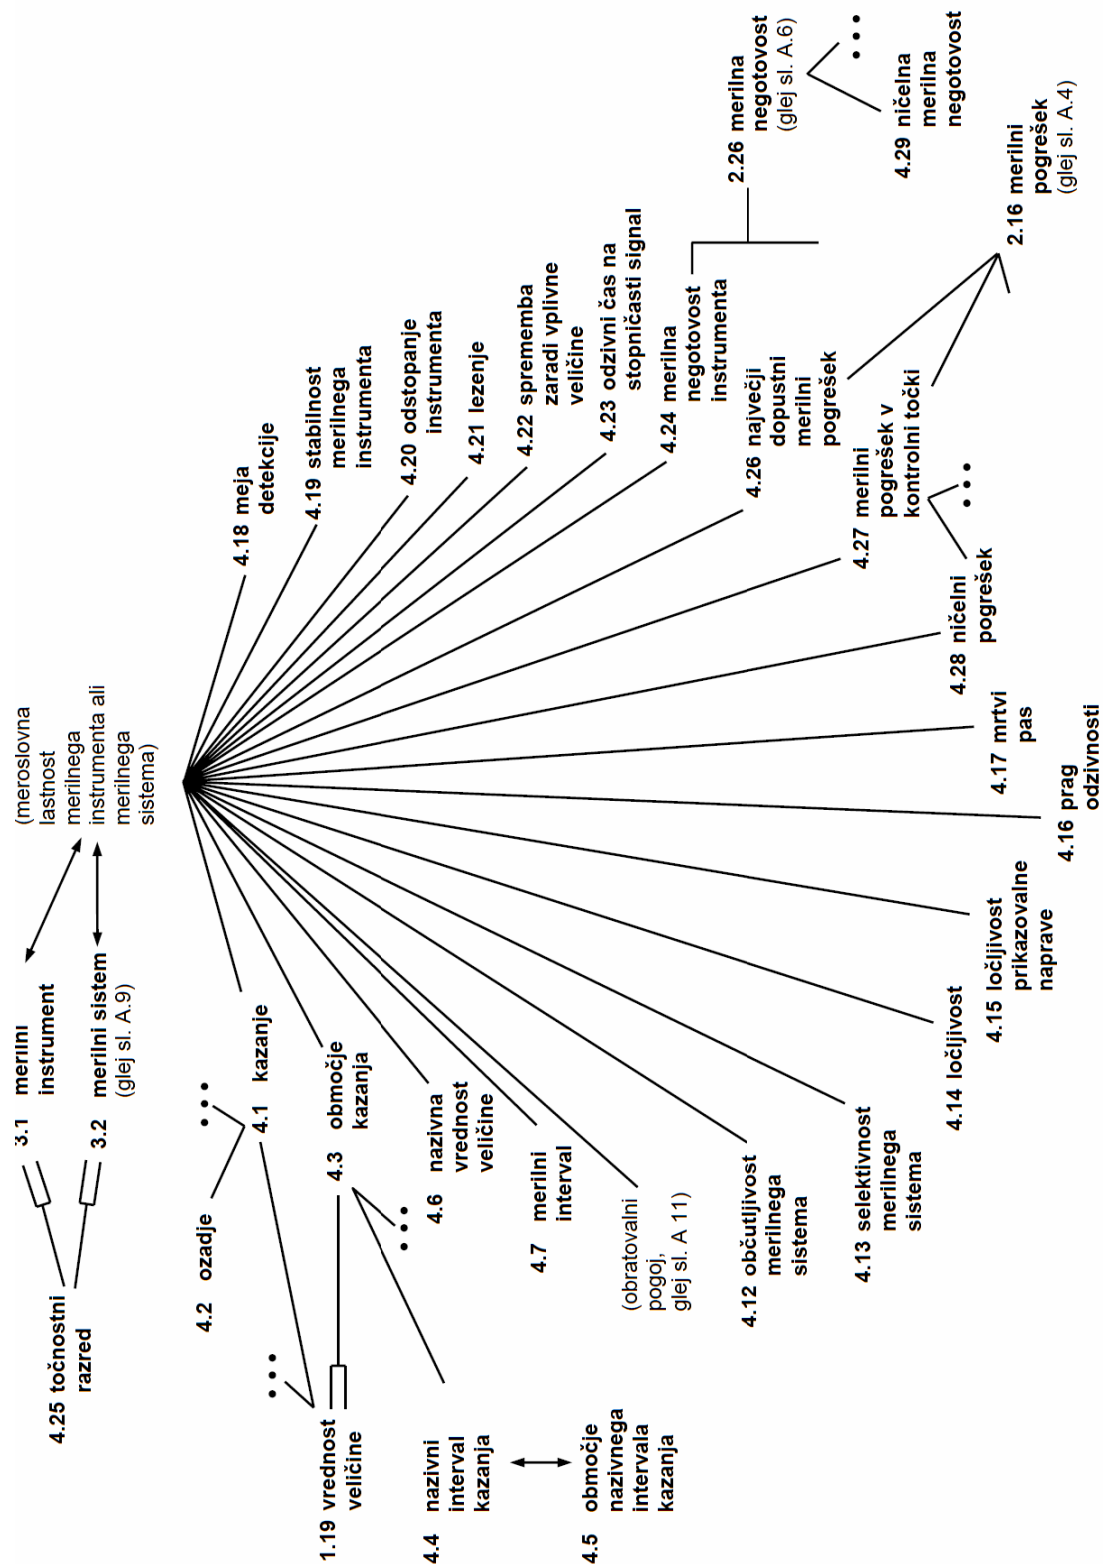 4.25 točnostni
razred
3.1 merilni
instrument
3.2 merilni sistem
(glej sl. A.9)
(meroslovna
lastnost
merilnega
instrumenta ali
merilnega
sistema)
4.2 ozadje
4.1 kazanje
1.19 vrednost
veličine
4.3 območje
kazanja
4.4 nazivni
interval
kazanja
4.5 območje
nazivnega
intervala
kazanja
4.6 nazivna
vrednost
veličine
4.7 merilni
interval
(obratovalni
pogoj,
glej sl. A 11)
4.12 občutljivost
merilnega
sistema
4.13 selektivnost
merilnega
sistema
4.14 ločljivost
4.15 ločljivost
prikazovalne
naprave
4.16 prag
odzivnosti
4.17 mrtvi
pas
4.28 ničelni
pogrešek
4.27 merilni
pogrešek v
kontrolni točki
4.26 največji
dopustni
merilni
pogrešek
4.24 merilna
negotovost
instrumenta
4.23 odzivni čas na
stopničasti signal
4.22 sprememba
zaradi vplivne
veličine
4.21 lezenje
4.20 odstopanje
instrumenta
4.19 stabilnost
merilnega
instrumenta
4.18 meja
detekcije
2.26 merilna
negotovost
(glej sl. A.6)
4.29 ničelna
merilna
negotovost
2.16 merilni
pogrešek
(glej sl. A.4)